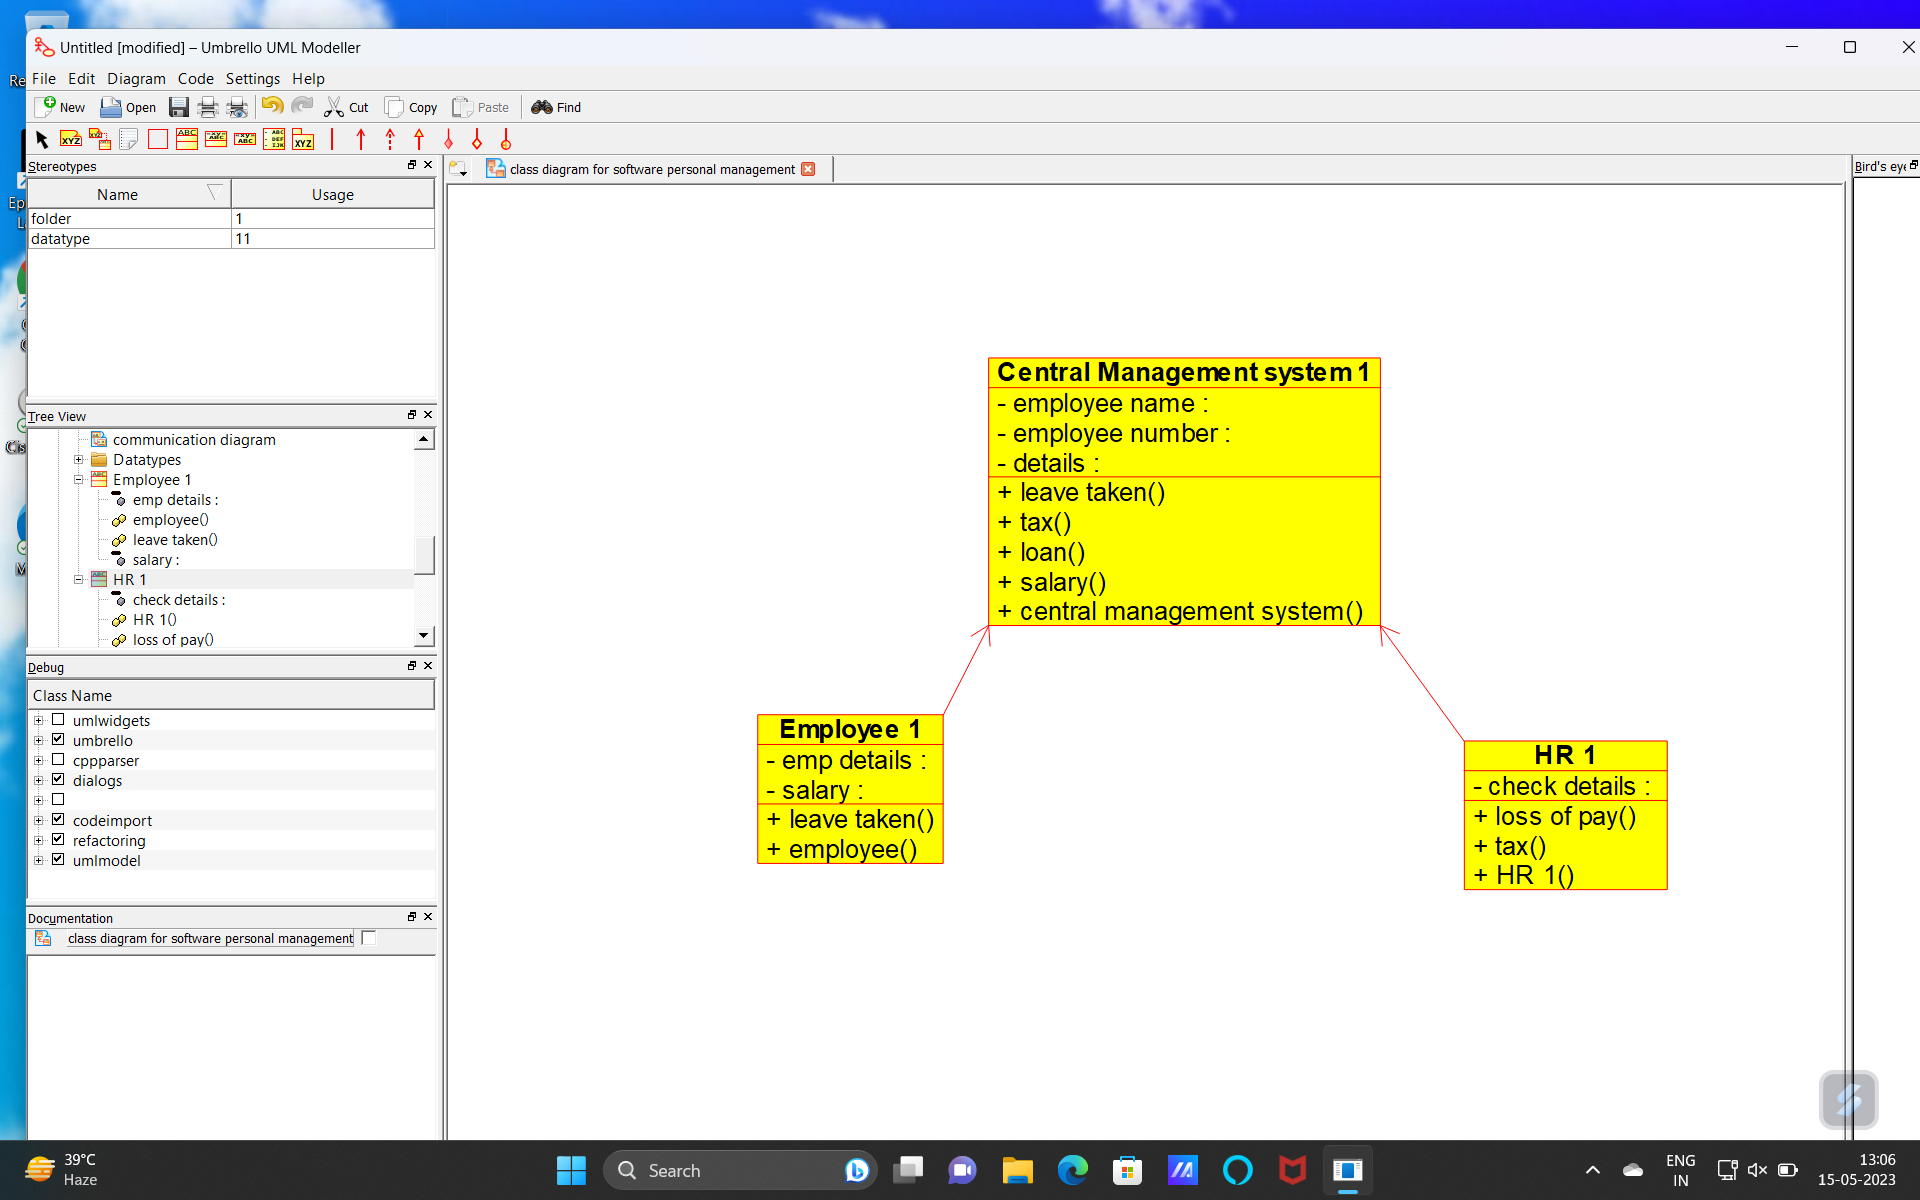 Untitled [modified] – Umbrello UML Modeller
File Edit Diagram Code Settings Help
New Open Cut Copy Paste Find
Stereotypes
Name Usage
folder 1
datatype 11
Tree View
communication diagram
Datatypes
Employee 1
emp details :
employee()
leave taken()
salary :
HR 1
check details :
HR 1()
loss of pay()
Debug
Class Name
umlwidgets
umbrello
cppparser
dialogs
codeimport
refactoring
umlmodel
Documentation
class diagram for software personal management
class diagram for software personal management
Bird's eye
Central Management system 1
- employee name :
- employee number :
- details :
+ leave taken()
+ tax()
+ loan()
+ salary()
+ central management system()
Employee 1
- emp details :
- salary :
+ leave taken()
+ employee()
HR 1
- check details :
+ loss of pay()
+ tax()
+ HR 1()
39°C
Haze
Search
ENG
IN
13:06
15-05-2023